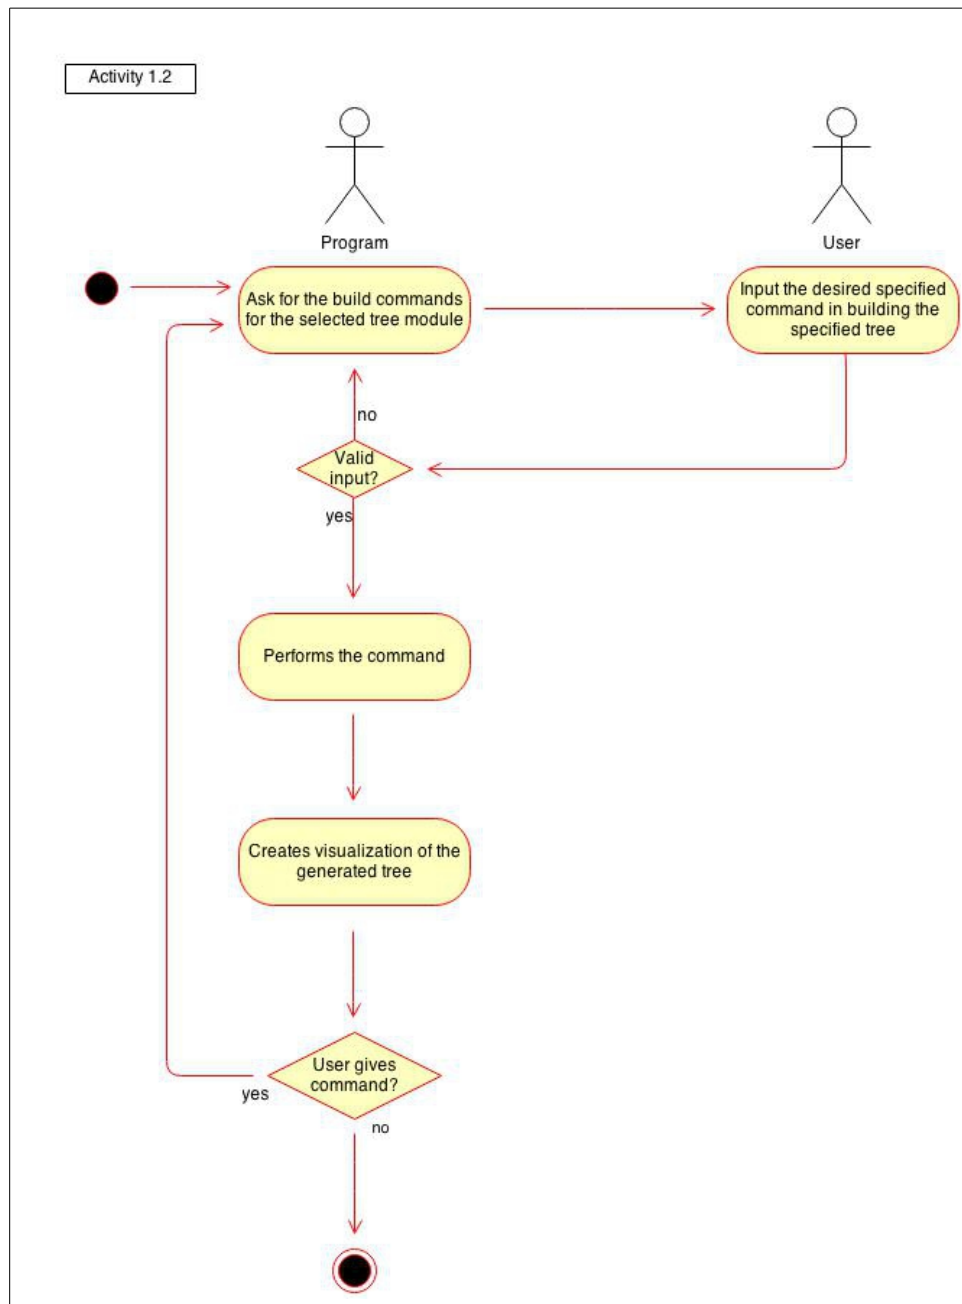 Activity 1.2
Program
User
Ask for the build commands
for the selected tree module
Input the desired specified
command in building the
specified tree
no
Valid
input?
yes
Performs the command
Creates visualization of the
generated tree
User gives
command?
yes
no